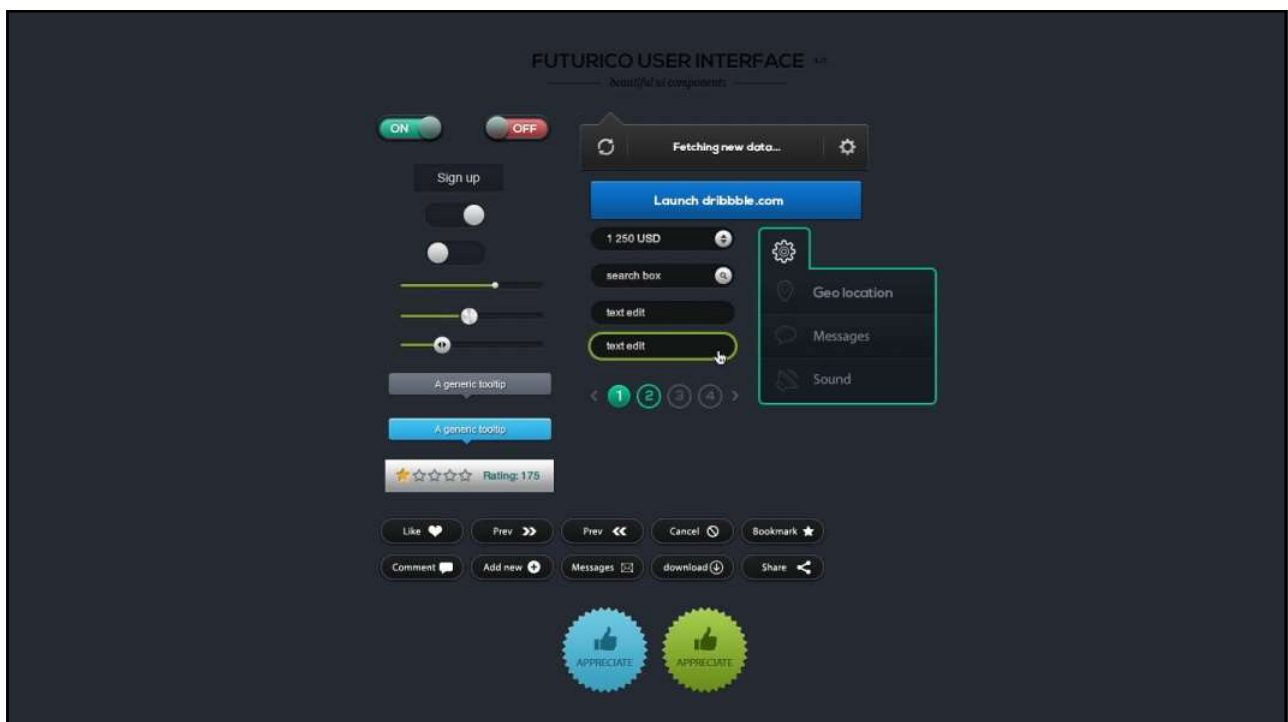 FUTURICO USER INTERFACE
beautiful ui components
ON
OFF
Fetching new data...
Sign up
Launch dribbble.com
1 250 USD
search box
Geo location
text edit
Messages
text edit
Sound
A generic tooltip
1 2 3 4
A generic tooltip
Rating: 175
Like Prev Prev Cancel Bookmark
Comment Add new Messages download Share
APPRECIATE APPRECIATE